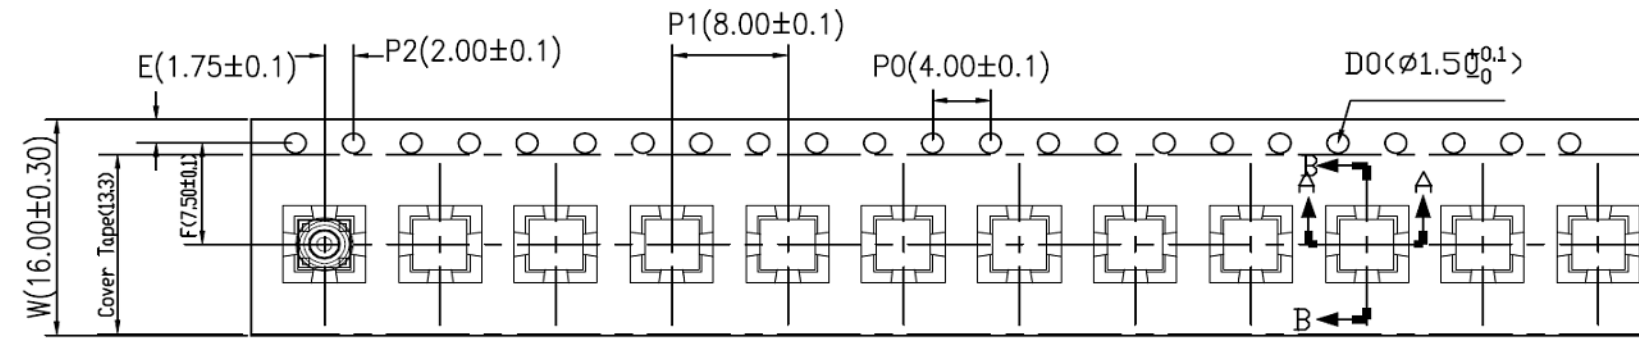 P1(8.00±0.1)
P2(2.00±0.1)
E(1.75±0.1)
P0(4.00±0.1)
D0(Ø1.50+0.1 -0)
W(16.00±0.30)
Cover Tape(13.3)
F(7.50±0.1)
B
A
A
B